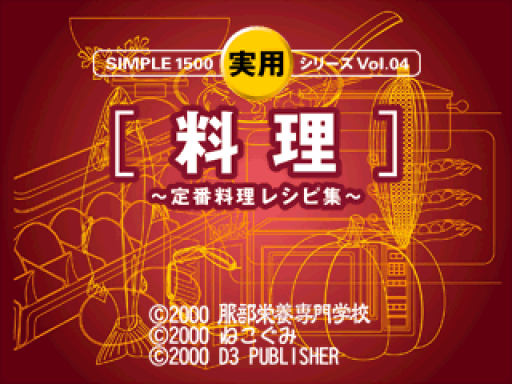 SIMPLE 1500 実用 シリーズ Vol.04
[料理]
～定番料理レシピ集～
©2000 服部栄養専門学校
©2000 ねこぐみ
©2000 D3 PUBLISHER